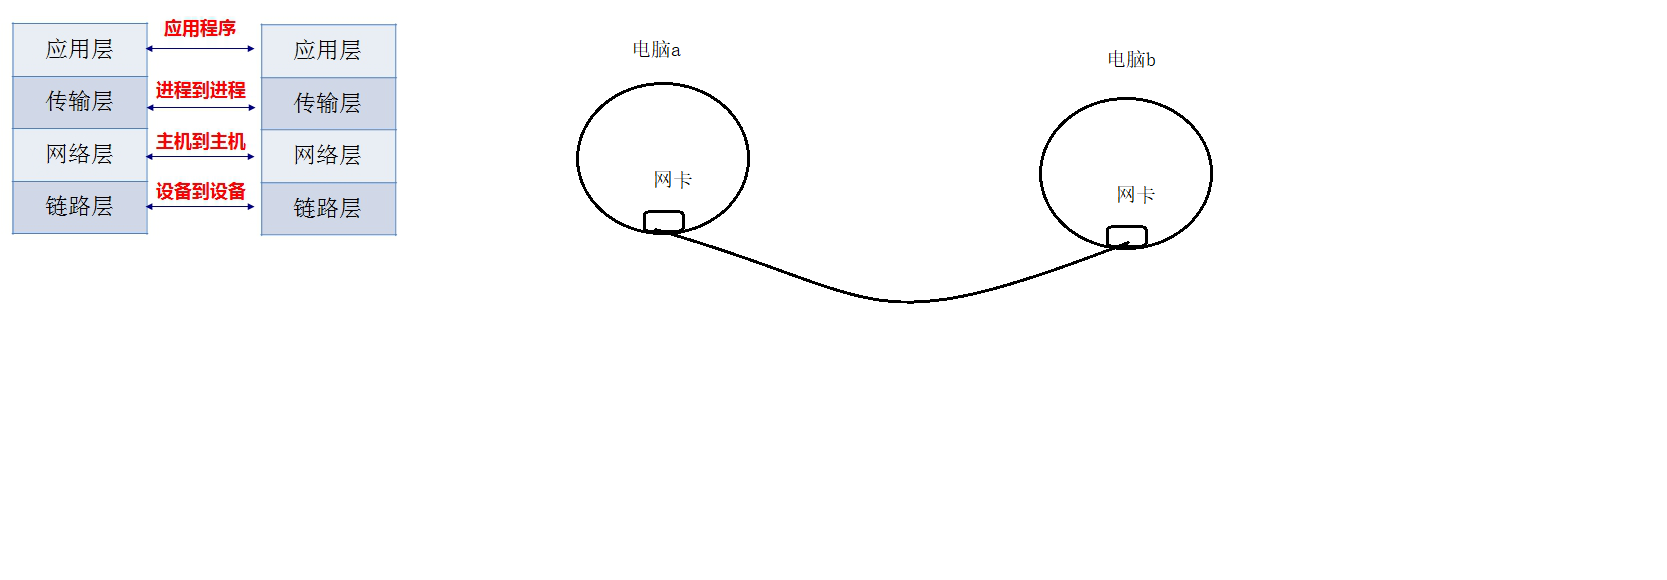 应用程序
应用层
应用层
进程到进程
传输层
传输层
主机到主机
网络层
网络层
设备到设备
链路层
链路层
电脑a
电脑b
网卡
网卡